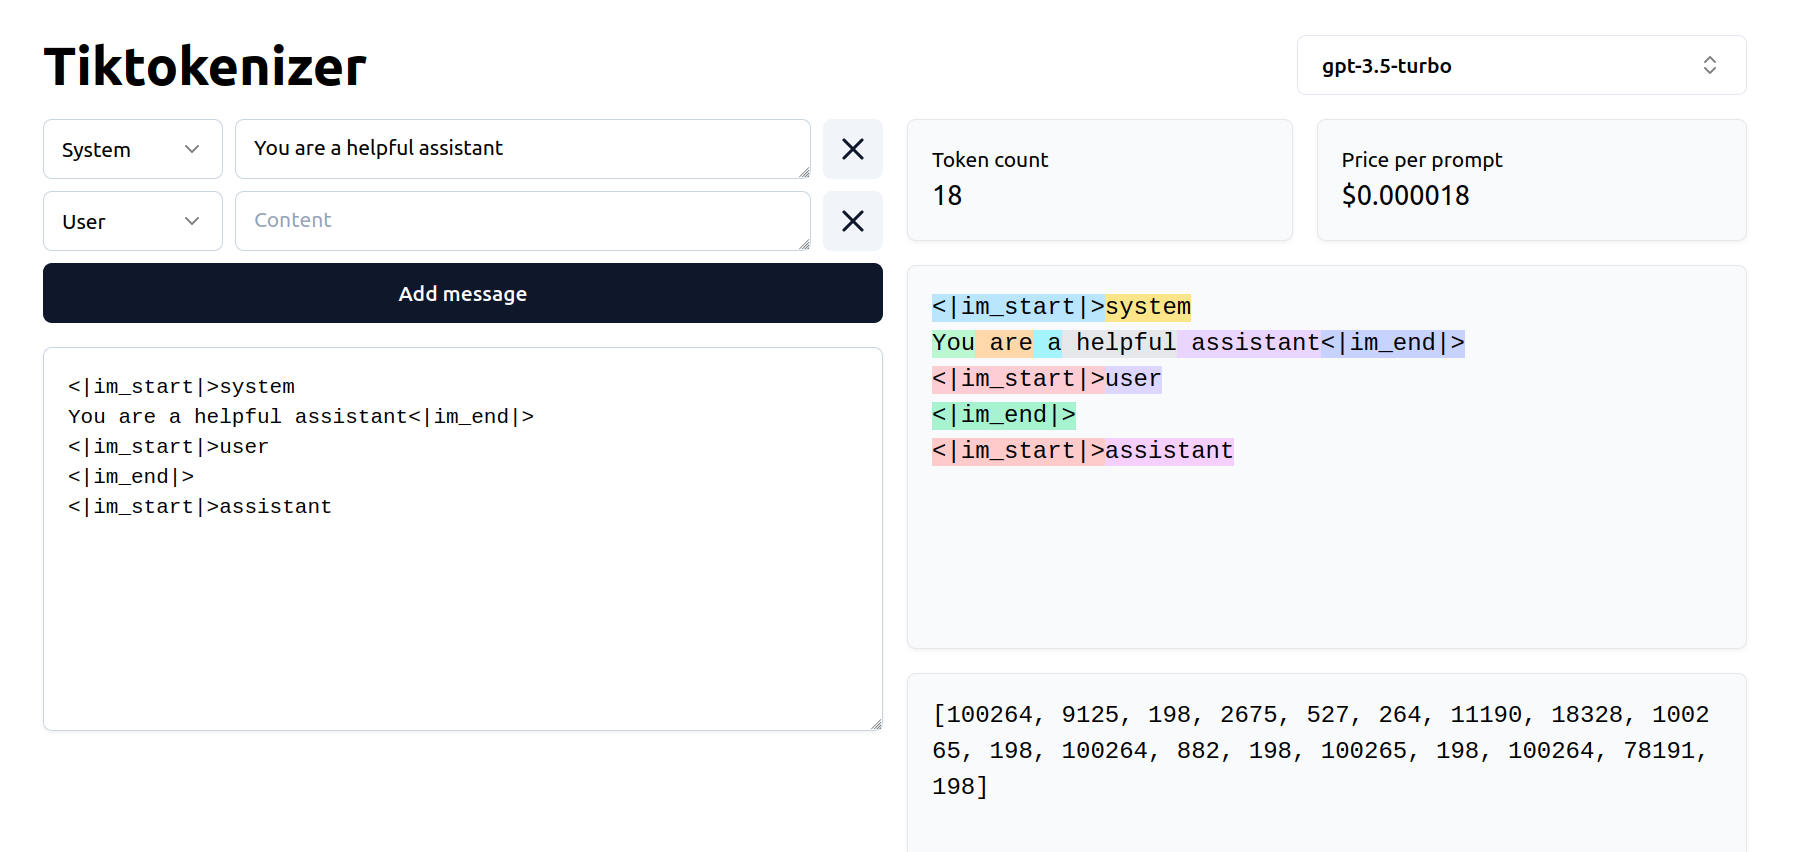 Tiktokenizer
gpt-3.5-turbo
System
You are a helpful assistant
User
Content
Add message
<|im_start|>system
You are a helpful assistant<|im_end|>
<|im_start|>user
<|im_end|>
<|im_start|>assistant
Token count
18
Price per prompt
$0.000018
<|im_start|>system
You are a helpful assistant<|im_end|>
<|im_start|>user
<|im_end|>
<|im_start|>assistant
[100264, 9125, 198, 2675, 527, 264, 11190, 18328, 1002
65, 198, 100264, 882, 198, 100265, 198, 100264, 78191,
198]